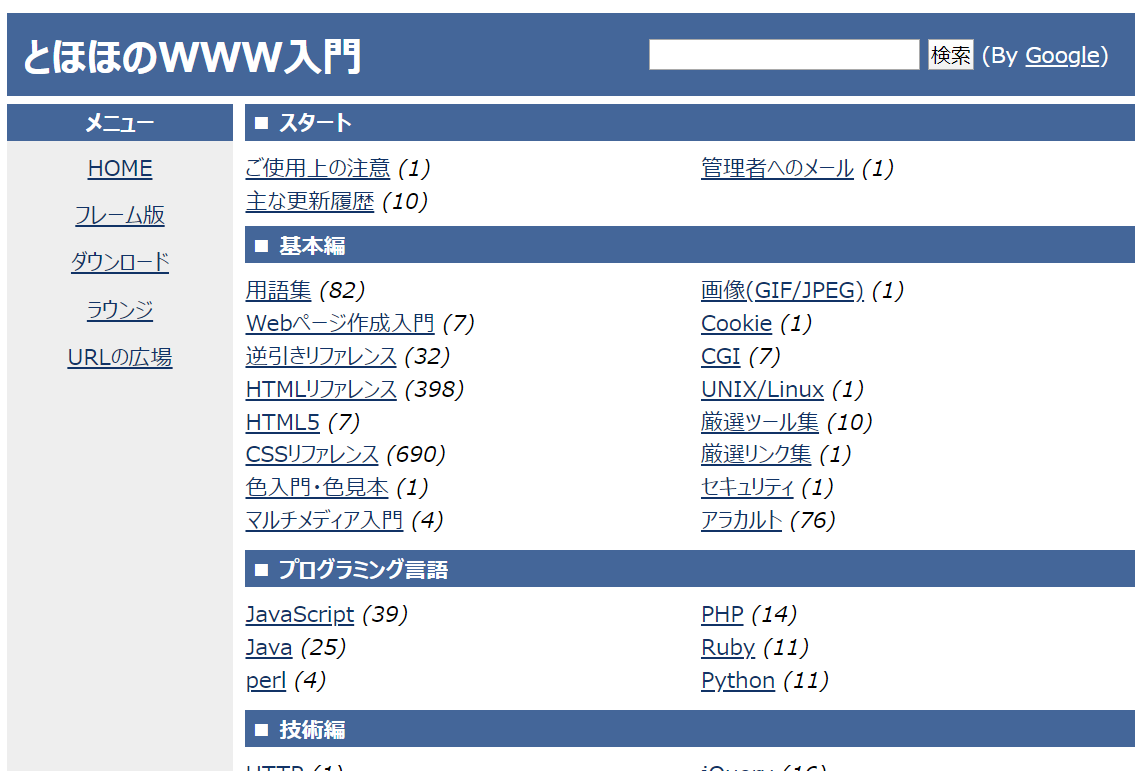 とほほのWWW入門
検索 (By Google)
メニュー
HOME
フレーム版
ダウンロード
ラウンジ
URLの広場
■ スタート
ご使用上の注意 (1)
管理者へのメール (1)
主な更新履歴 (10)
■ 基本編
用語集 (82)
画像(GIF/JPEG) (1)
Webページ作成入門 (7)
Cookie (1)
逆引きリファレンス (32)
CGI (7)
HTMLリファレンス (398)
UNIX/Linux (1)
HTML5 (7)
厳選ツール集 (10)
CSSリファレンス (690)
厳選リンク集 (1)
色入門・色見本 (1)
セキュリティ (1)
マルチメディア入門 (4)
アラカルト (76)
■ プログラミング言語
JavaScript (39)
PHP (14)
Java (25)
Ruby (11)
perl (4)
Python (11)
■ 技術編
HTTP (1)
jQuery (16)